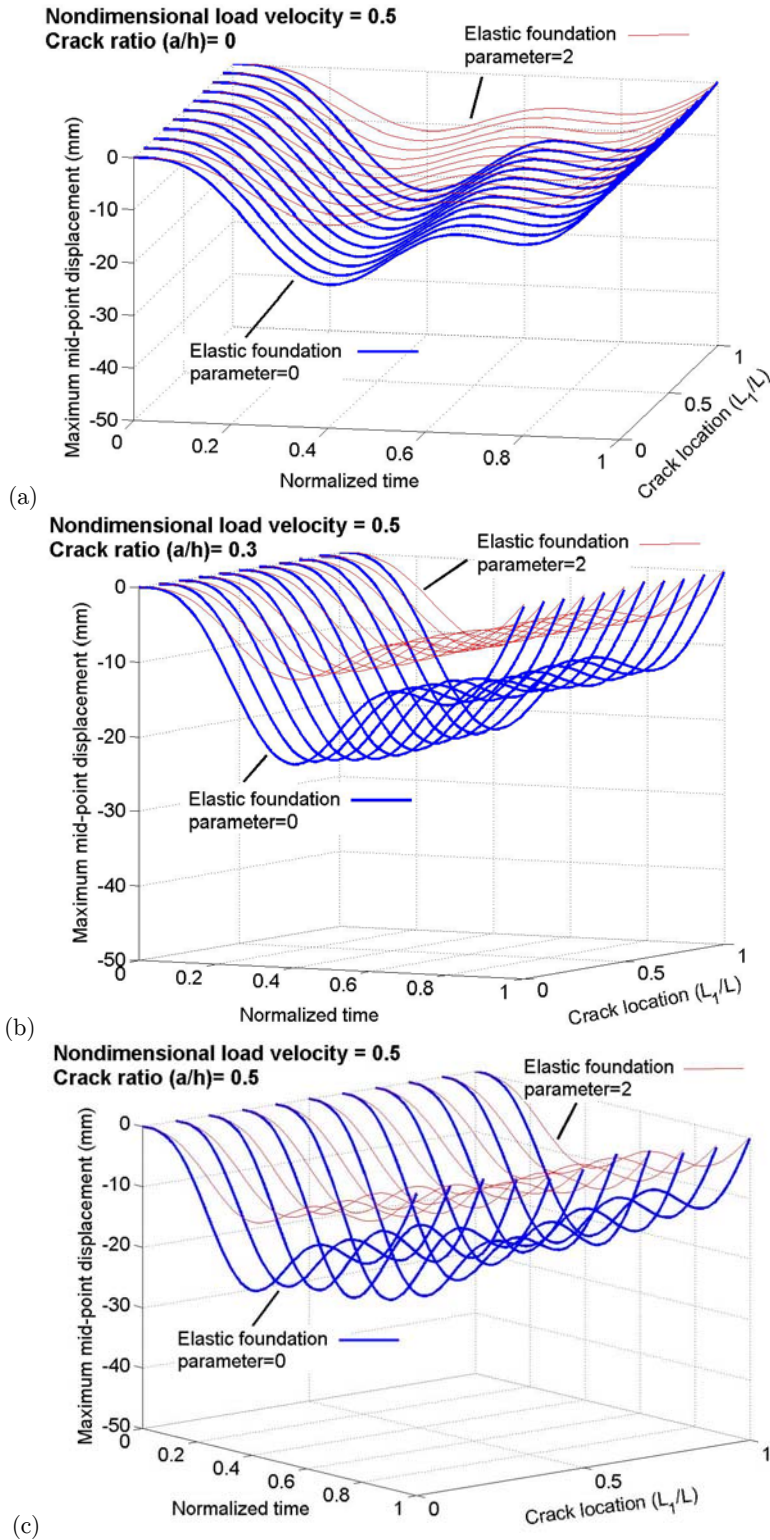 Nondimensional load velocity = 0.5
Crack ratio (a/h)= 0
Elastic foundation
parameter=2
Maximum mid-point displacement (mm)
0
-10
-20
-30
-40
-50
Elastic foundation
parameter=0
0
0.2
0.4
0.6
0.8
1
Normalized time
0
0.5
1
Crack location (L₁/L)
(a)
Nondimensional load velocity = 0.5
Crack ratio (a/h)= 0.3
Elastic foundation
parameter=2
Maximum mid-point displacement (mm)
0
-10
-20
-30
-40
-50
Elastic foundation
parameter=0
0
0.2
0.4
0.6
0.8
1
Normalized time
0
0.5
1
Crack location (L₁/L)
(b)
Nondimensional load velocity = 0.5
Crack ratio (a/h)= 0.5
Elastic foundation
parameter=2
Maximum mid-point displacement (mm)
0
-10
-20
-30
-40
-50
Elastic foundation
parameter=0
0
0.2
0.4
0.6
0.8
1
Normalized time
0
0.5
1
Crack location (L₁/L)
(c)